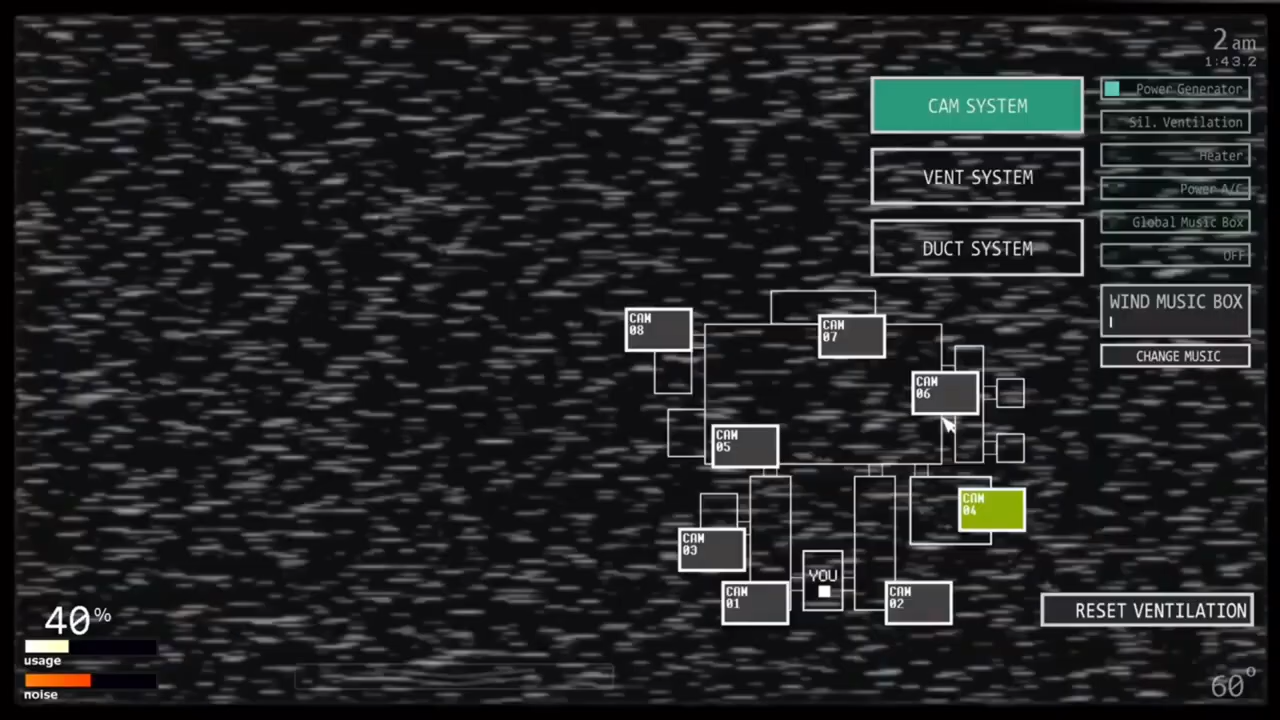 2 am
1:43.2
CAM SYSTEM
Power Generator
Sil. Ventilation
Heater
VENT SYSTEM
Power A/C
Global Music Box
DUCT SYSTEM
OFF
WIND MUSIC BOX
CHANGE MUSIC
CAM
08
CAM
07
CAM
06
CAM
05
CAM
04
CAM
03
YOU
CAM
01
CAM
02
RESET VENTILATION
40%
usage
noise
60°